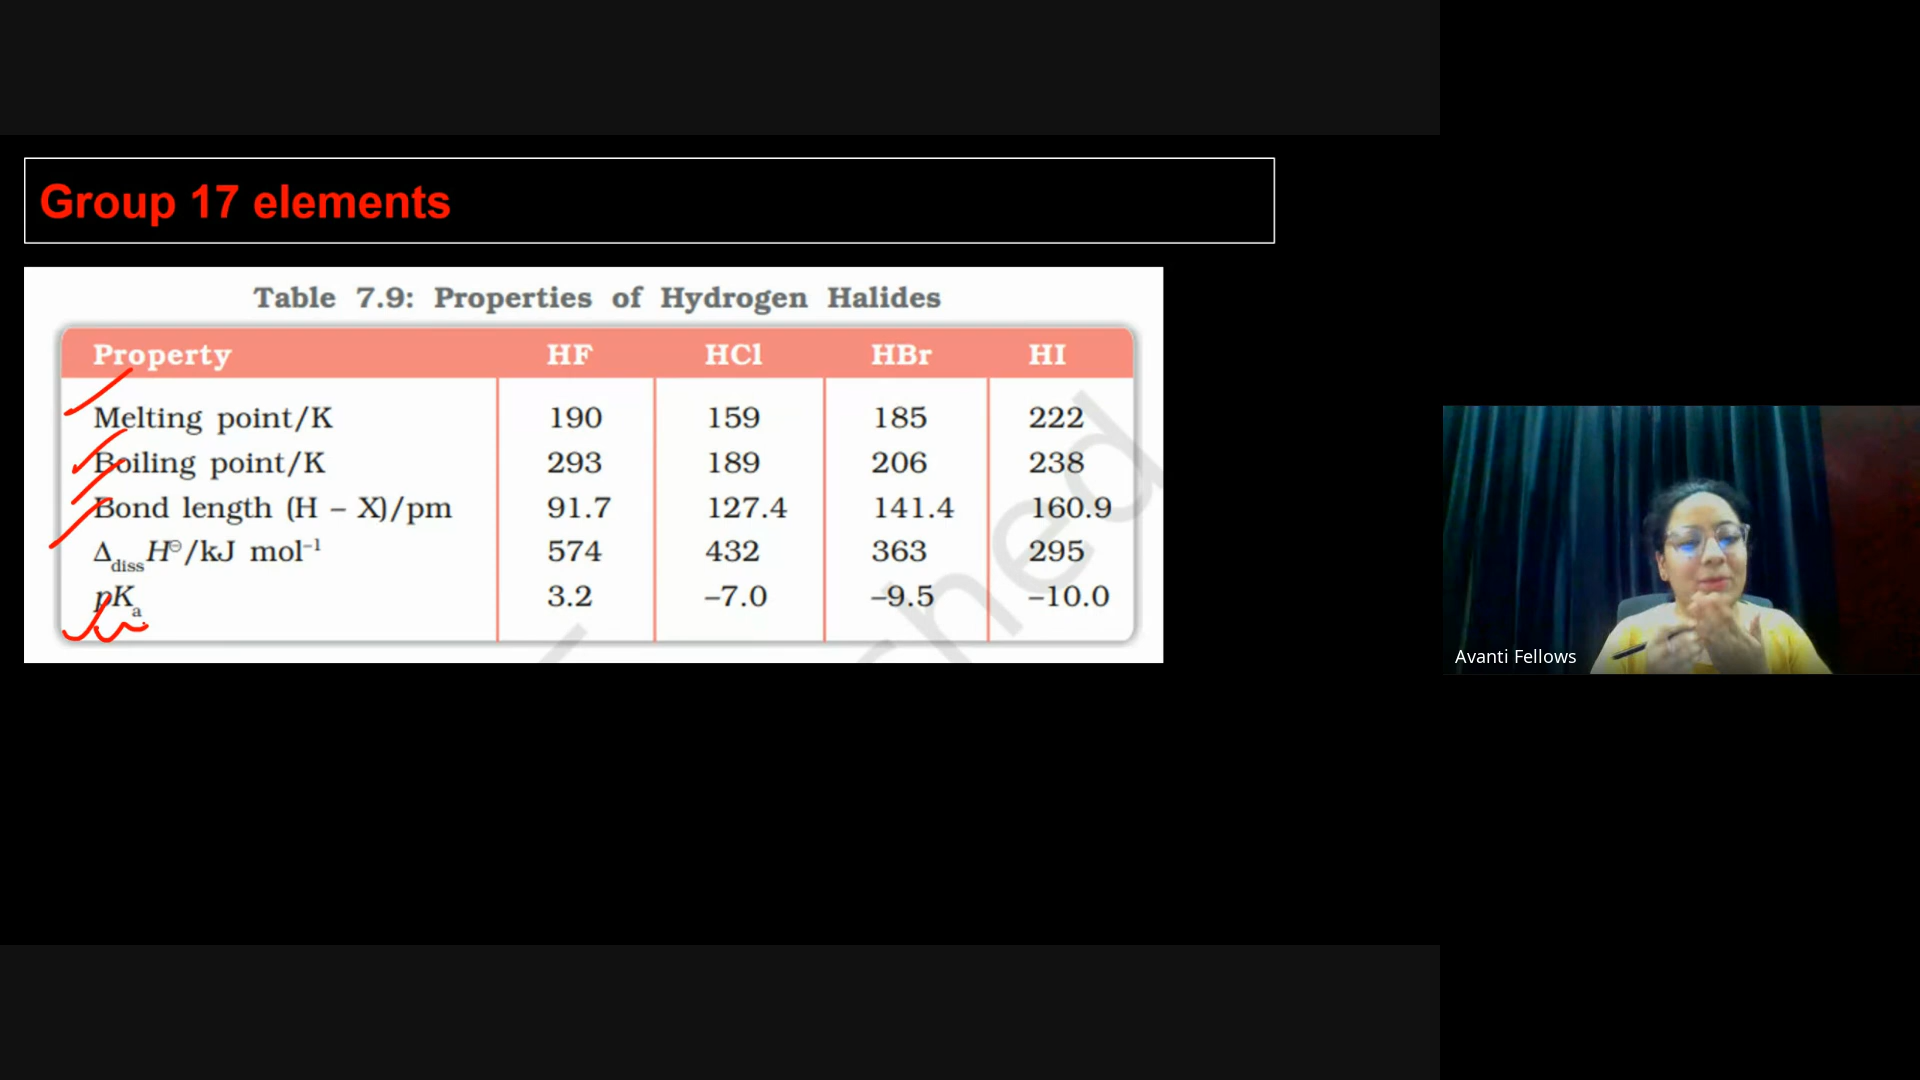 Group 17 elements
Table 7.9: Properties of Hydrogen Halides
Property HF HCl HBr HI
Melting point/K 190 159 185 222
Boiling point/K 293 189 206 238
Bond length (H – X)/pm 91.7 127.4 141.4 160.9
Δ_diss H^⊖/kJ mol⁻¹ 574 432 363 295
pK_a 3.2 –7.0 –9.5 –10.0
Avanti Fellows